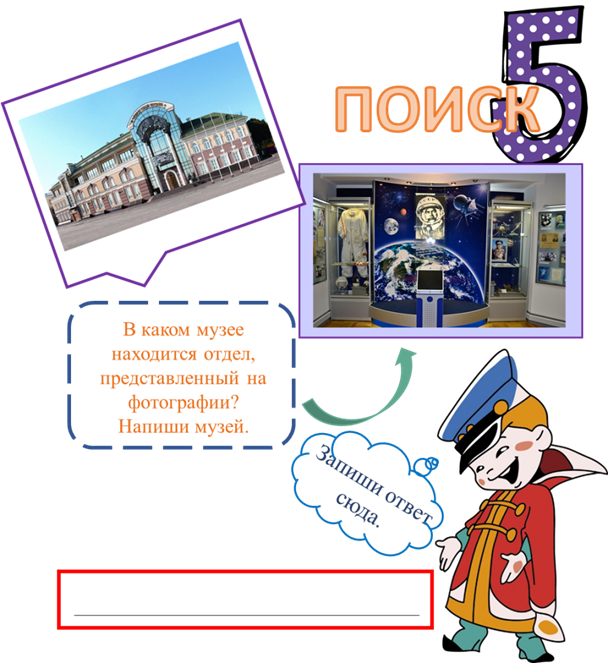 5
ПОИСК
В каком музее
находится отдел,
представленный на
фотографии?
Напиши музей.
Запиши ответ
сюда.